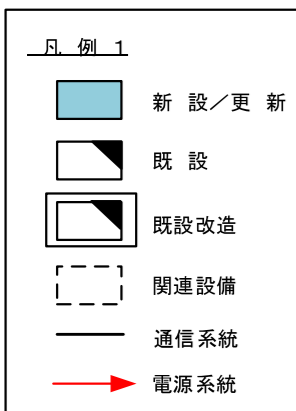 凡 例 1
新 設／更 新
既 設
既設改造
関連設備
通信系統
電源系統